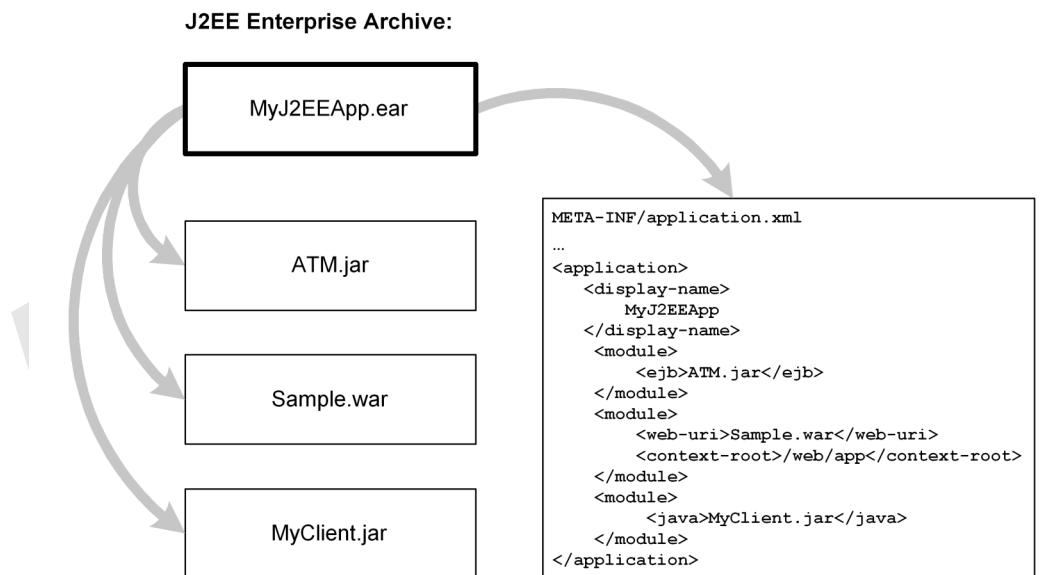 J2EE Enterprise Archive:
MyJ2EEApp.ear
ATM.jar
Sample.war
MyClient.jar
META-INF/application.xml
…
<application>
<display-name>
MyJ2EEApp
</display-name>
<module>
<ejb>ATM.jar</ejb>
</module>
<module>
<web-uri>Sample.war</web-uri>
<context-root>/web/app</context-root>
</module>
<module>
<java>MyClient.jar</java>
</module>
</application>